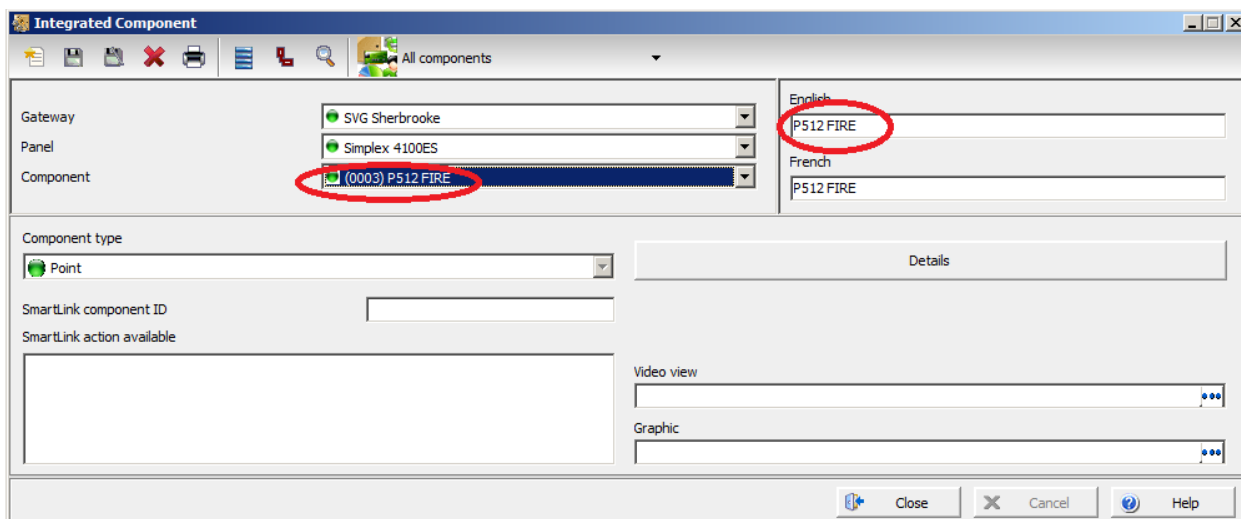 Integrated Component
All components
Gateway
SVG Sherbrooke
Panel
Simplex 4100ES
Component
(0003) P512 FIRE
English
P512 FIRE
French
P512 FIRE
Component type
Point
Details
SmartLink component ID
SmartLink action available
Video view
Graphic
Close
Cancel
Help